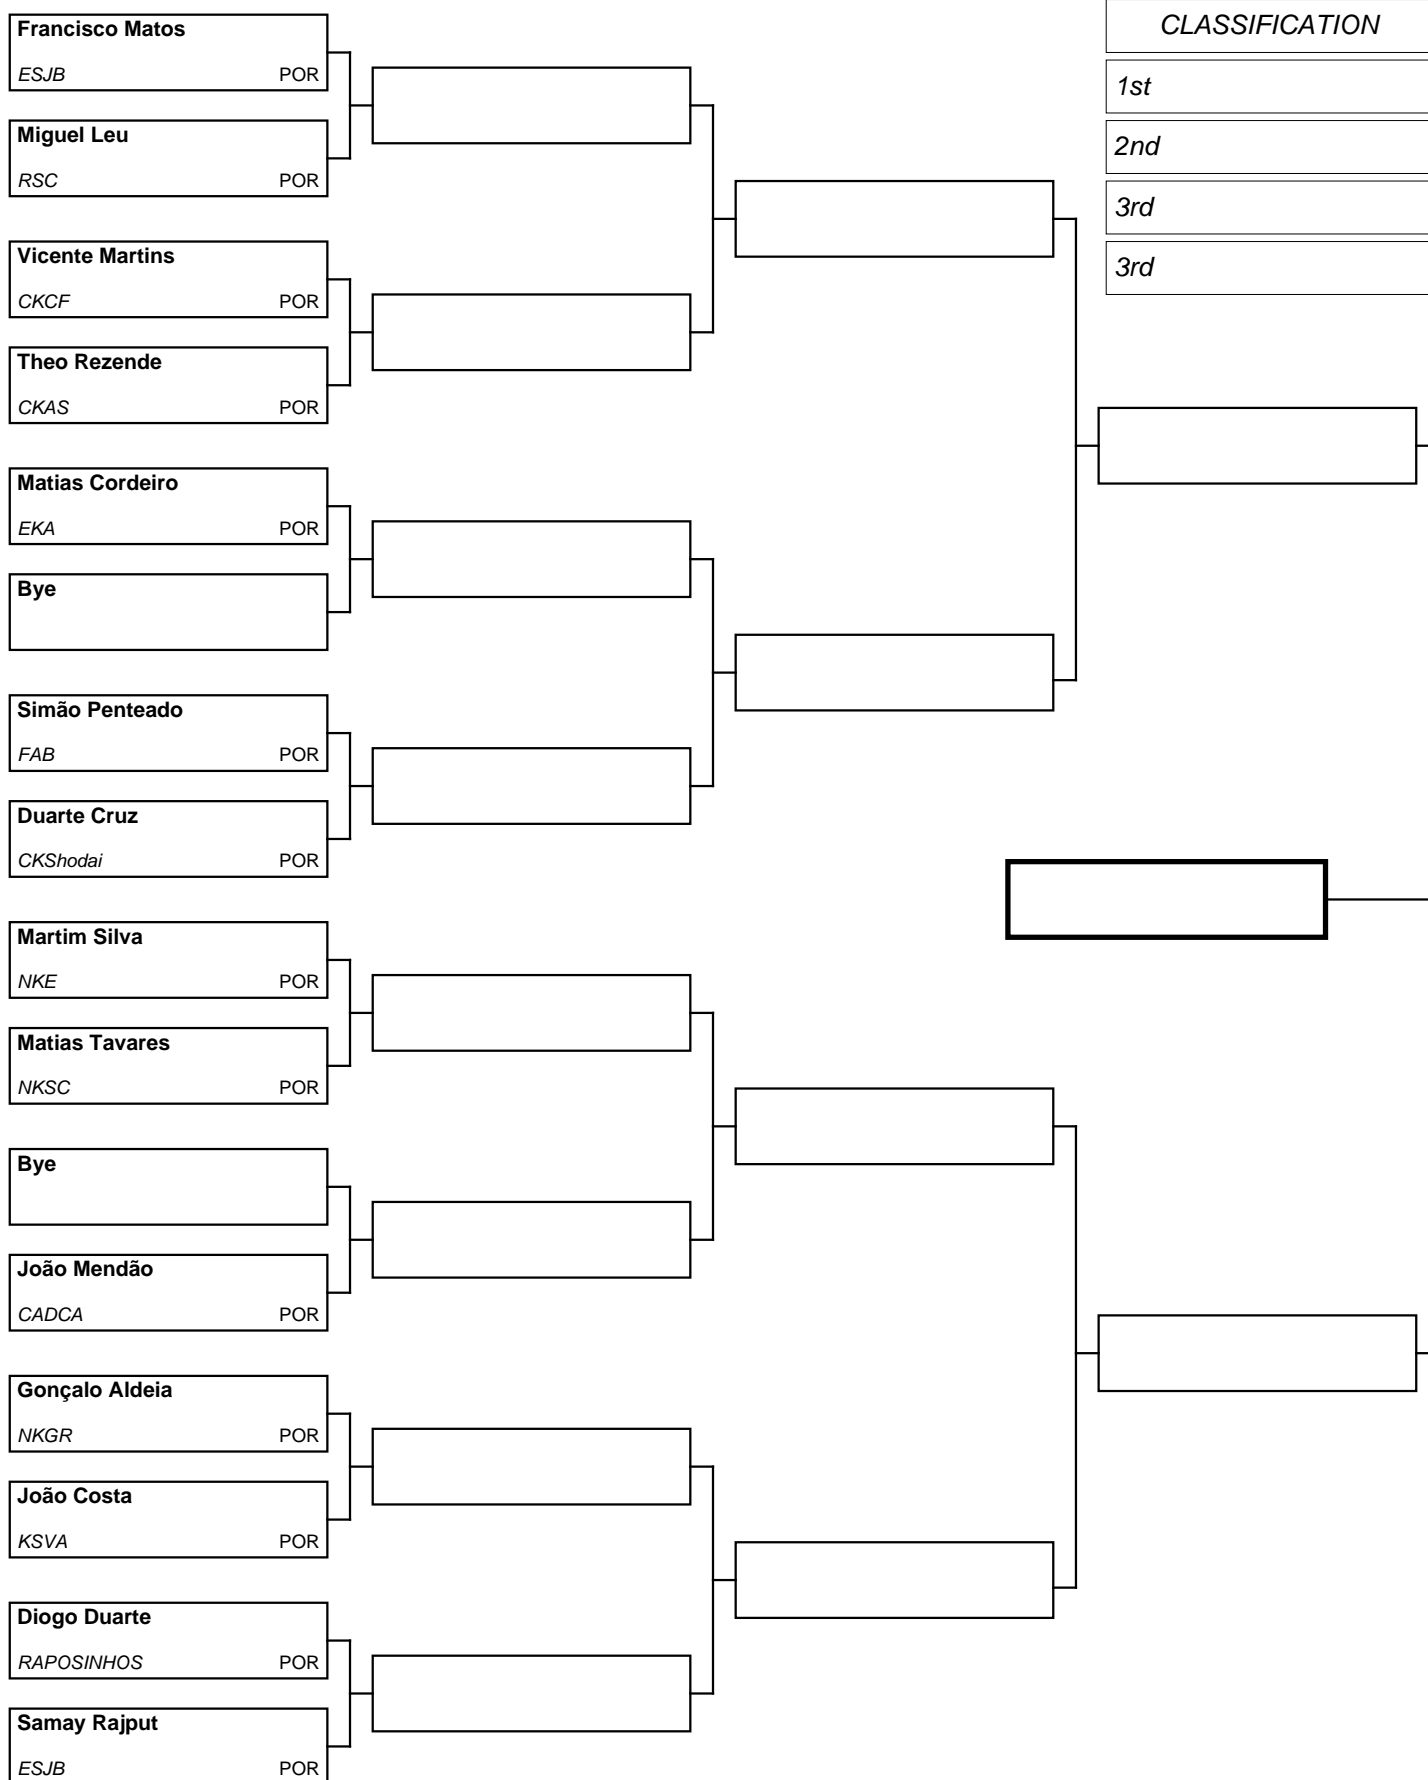 Francisco Matos
ESJB POR
Miguel Leu
RSC POR
Vicente Martins
CKCF POR
Theo Rezende
CKAS POR
Matias Cordeiro
EKA POR
Bye
Simão Penteado
FAB POR
Duarte Cruz
CKShodai POR
Martim Silva
NKE POR
Matias Tavares
NKSC POR
Bye
João Mendão
CADCA POR
Gonçalo Aldeia
NKGR POR
João Costa
KSVA POR
Diogo Duarte
RAPOSINHOS POR
Samay Rajput
ESJB POR
CLASSIFICATION
1st
2nd
3rd
3rd